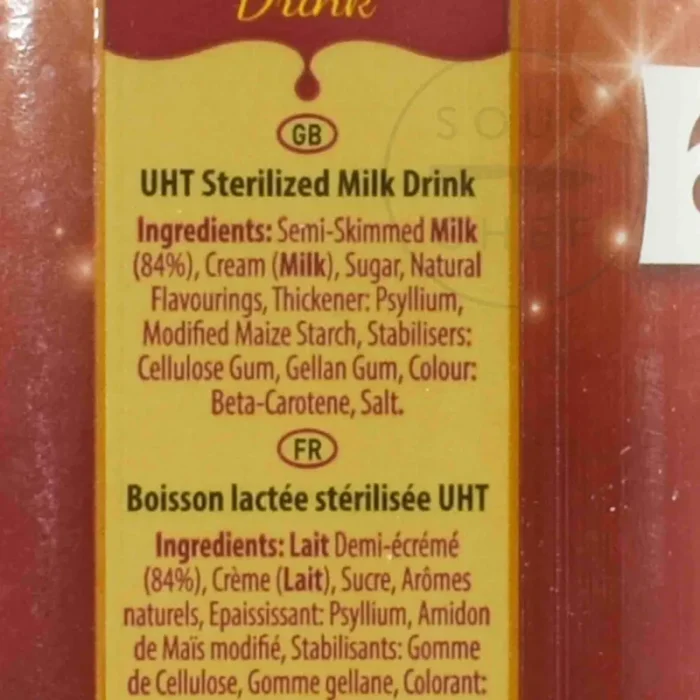 Drink
GB
UHT Sterilized Milk Drink
Ingredients: Semi-Skimmed Milk
(84%), Cream (Milk), Sugar, Natural
Flavourings, Thickener: Psyllium,
Modified Maize Starch, Stabilisers:
Cellulose Gum, Gellan Gum, Colour:
Beta-Carotene, Salt.
FR
Boisson lactée stérilisée UHT
Ingredients: Lait Demi-écrémé
(84%), Crème (Lait), Sucre, Arômes
naturels, Epaississant: Psyllium, Amidon
de Maïs modifié, Stabilisants: Gomme
de Cellulose, Gomme gellane, Colorant:
SOUS
CHEF